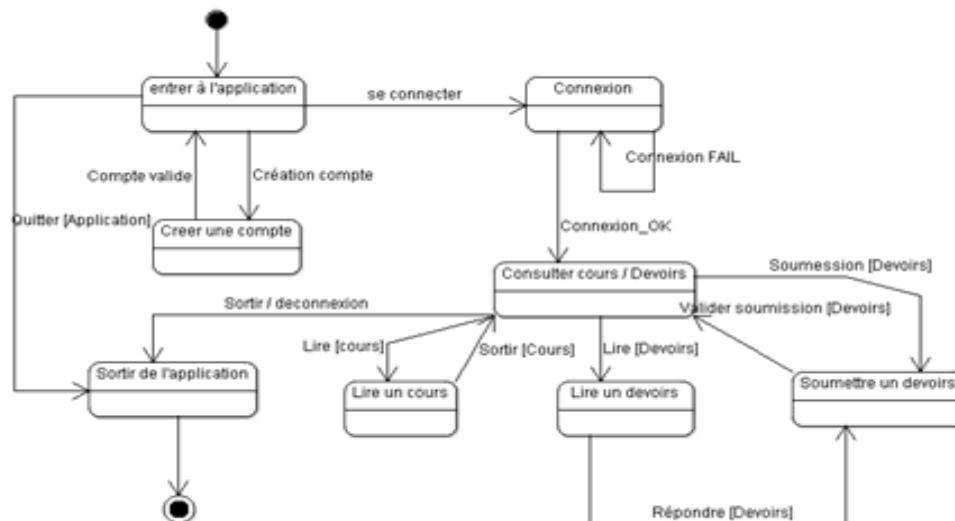 entrer à l'application
se connecter
Connexion
Connexion FAIL
Compte valide
Création compte
Quitter [Application]
Creer une compte
Connexion_OK
Consulter cours / Devoirs
Soumession [Devoirs]
Valider soumission [Devoirs]
Sortir / deconnexion
Lire [cours]
Sortir [Cours]
Lire [Devoirs]
Sortir de l'application
Lire un cours
Lire un devoirs
Soumettre un devoirs
Répondre [Devoirs]